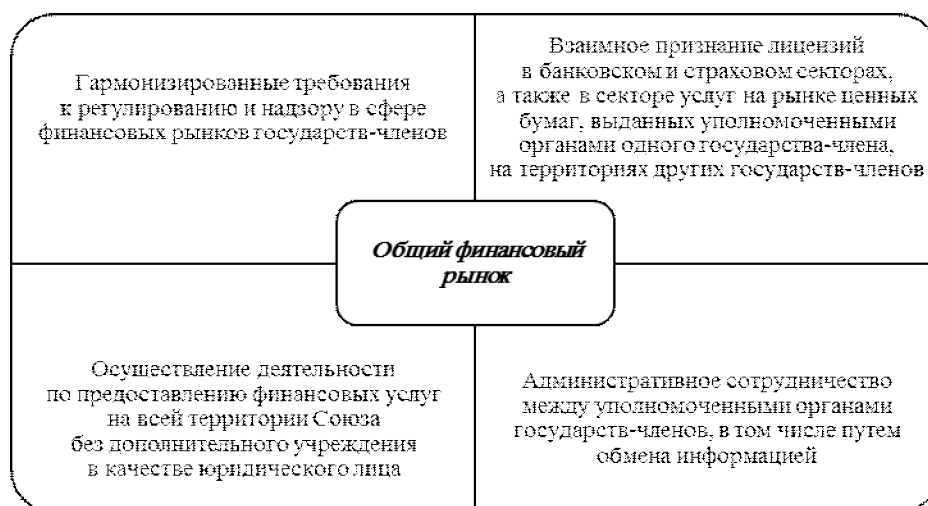 Гармонизированные требования
к регулированию и надзору в сфере
финансовых рынков государств-членов
Взаимное признание лицензий
в банковском и страховом секторах,
а также в секторе услуг на рынке ценных
бумаг, выданных уполномоченными
органами одного государства-члена,
на территориях других государств-членов
Общий финансовый
рынок
Осуществление деятельности
по предоставлению финансовых услуг
на всей территории Союза
без дополнительного учреждения
в качестве юридического лица
Административное сотрудничество
между уполномоченными органами
государств-членов, в том числе путем
обмена информацией